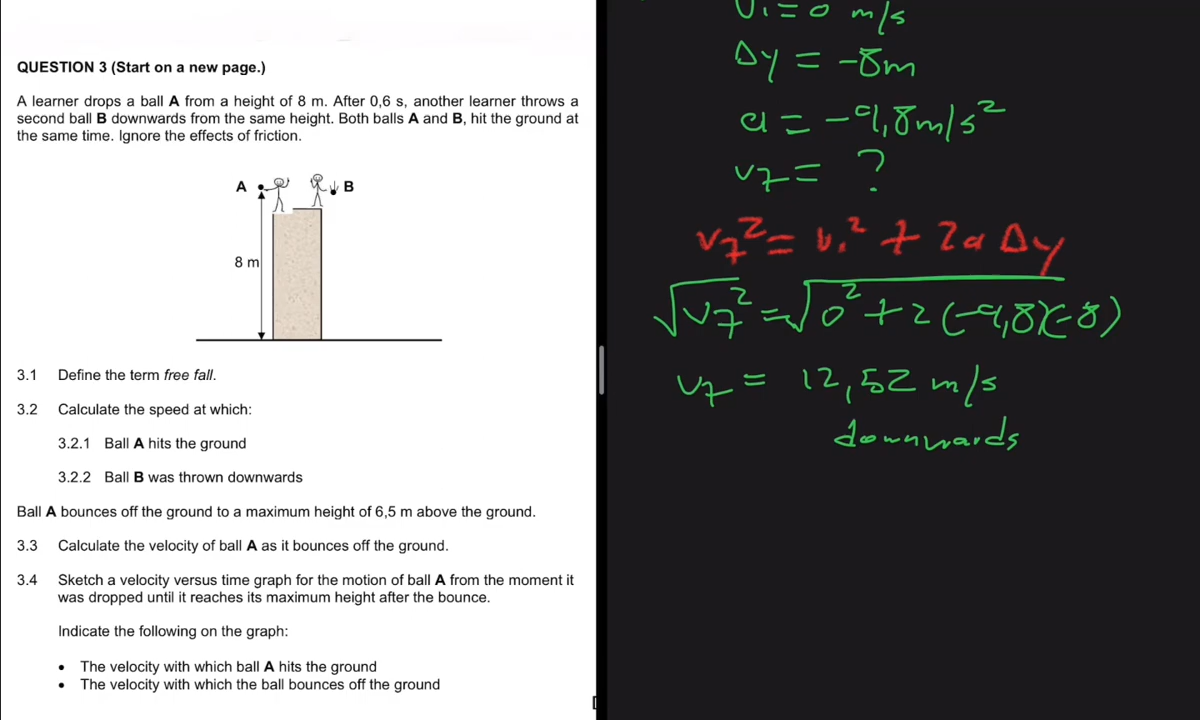 QUESTION 3 (Start on a new page.)
A learner drops a ball A from a height of 8 m. After 0,6 s, another learner throws a
second ball B downwards from the same height. Both balls A and B, hit the ground at
the same time. Ignore the effects of friction.
A
B
8 m
3.1 Define the term free fall.
3.2 Calculate the speed at which:
3.2.1 Ball A hits the ground
3.2.2 Ball B was thrown downwards
Ball A bounces off the ground to a maximum height of 6,5 m above the ground.
3.3 Calculate the velocity of ball A as it bounces off the ground.
3.4 Sketch a velocity versus time graph for the motion of ball A from the moment it
was dropped until it reaches its maximum height after the bounce.
Indicate the following on the graph:
• The velocity with which ball A hits the ground
• The velocity with which the ball bounces off the ground
vi = 0 m/s
Δy = -8m
a = -9,8m/s²
vf = ?
vf² = vi² + 2aΔy
√vf² = √0² + 2(-9,8)(-8)
vf = 12,52 m/s
downwards